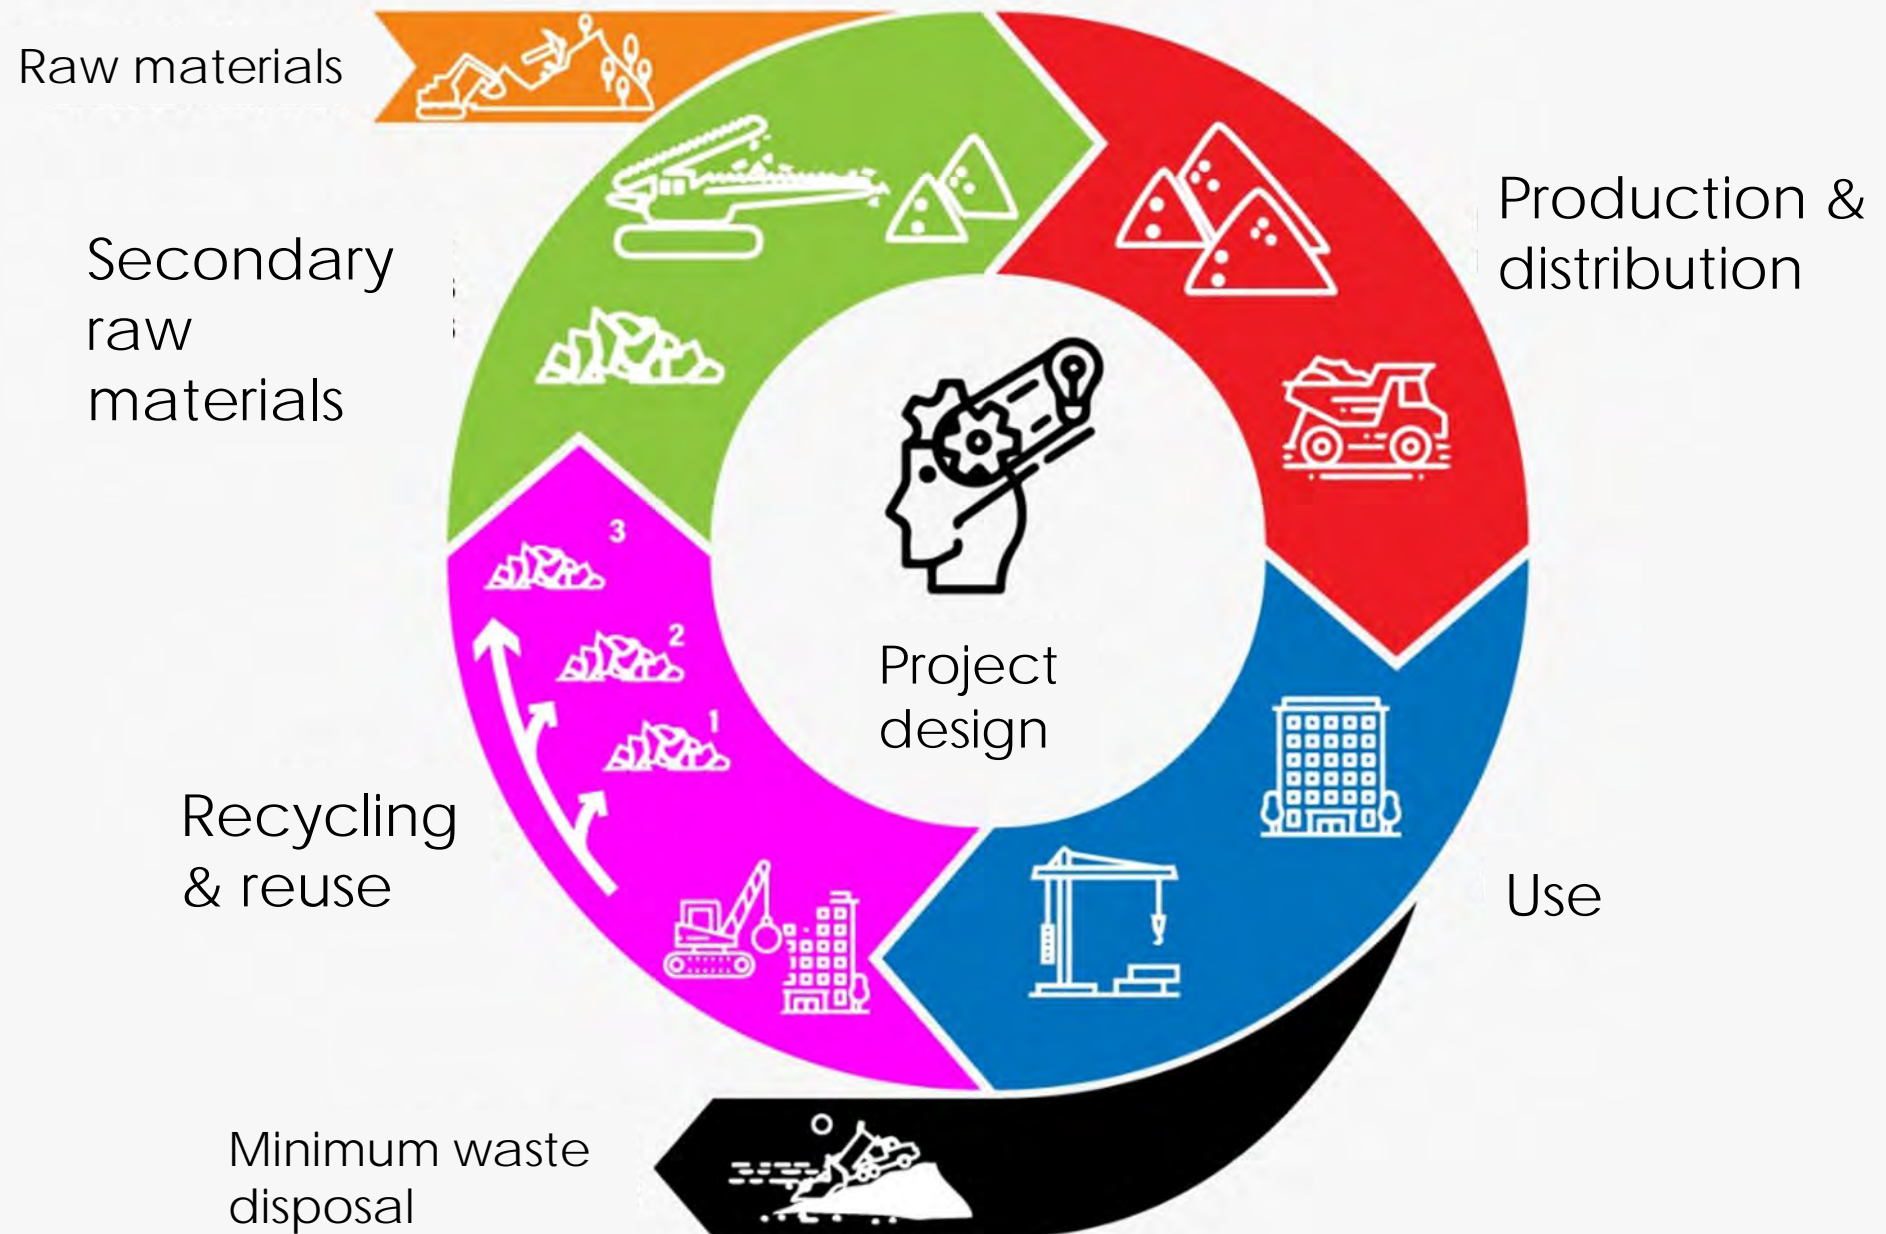 Raw materials
Secondary
raw
materials
Production &
distribution
3
2
1
Project
design
Recycling
& reuse
Use
Minimum waste
disposal